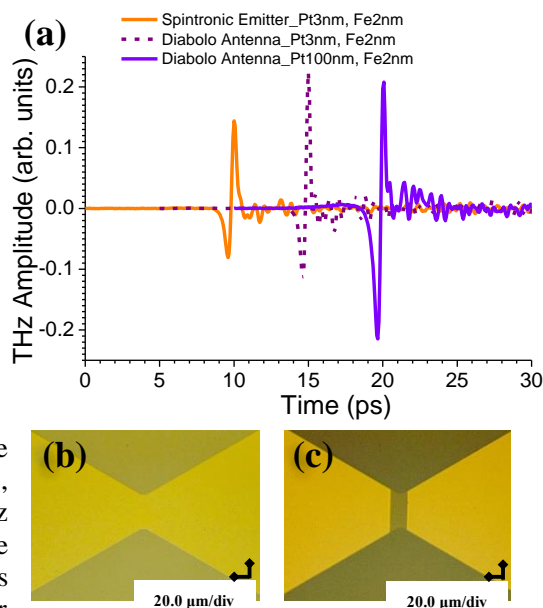 (a)
Spintronic Emitter_Pt3nm, Fe2nm
Diabolo Antenna_Pt3nm, Fe2nm
Diabolo Antenna_Pt100nm, Fe2nm
THz Amplitude (arb. units)
0.2
0.1
0.0
-0.1
-0.2
0 5 10 15 20 25 30
Time (ps)
e
,
z
e
s
(b)
20.0 µm/div
(c)
20.0 µm/div